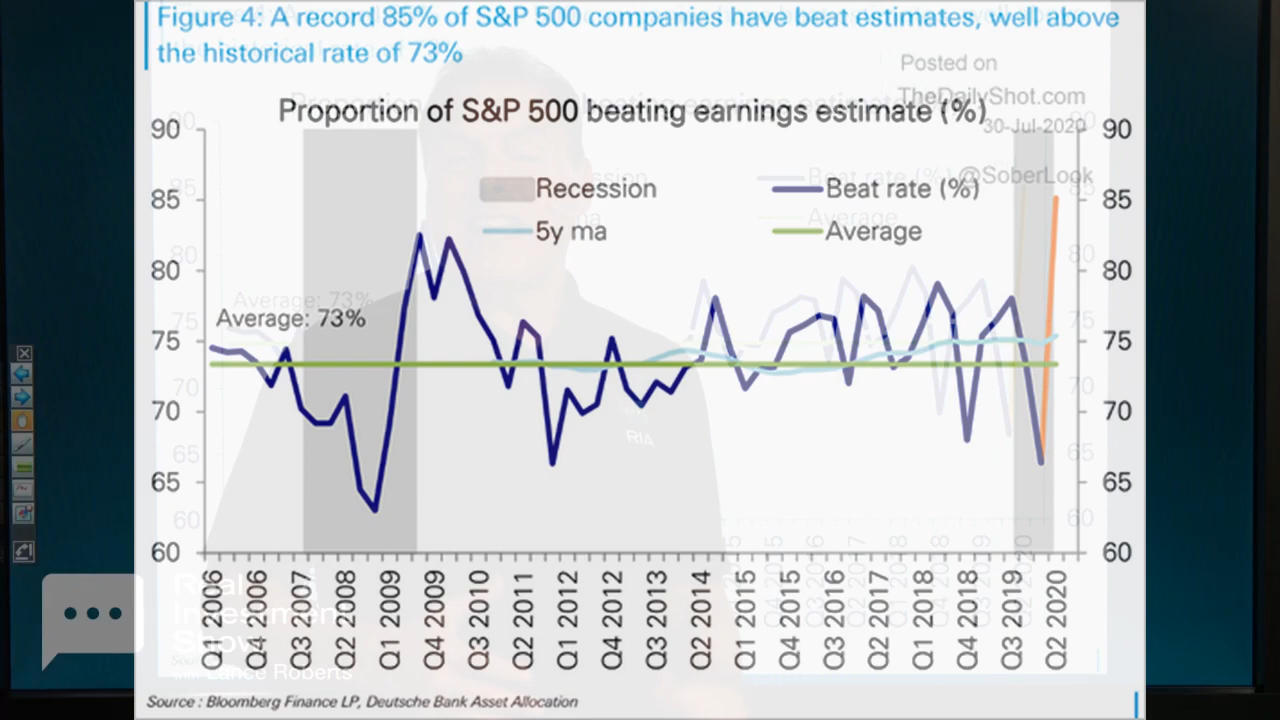 Figure 4: A record 85% of S&P 500 companies have beat estimates, well above
the historical rate of 73%
Posted on
TheDailyShot.com
Proportion of S&P 500 beating earnings estimate (%)
30-Jul-2020
@SoberLook
90
85
80
75
70
65
60
90
85
80
75
70
65
60
Recession
Beat rate (%)
5y ma
Average
Average: 73%
RIA
Q1 2006
Q4 2006
Q3 2007
Q2 2008
Q1 2009
Q4 2009
Q3 2010
Q2 2011
Q1 2012
Q4 2012
Q3 2013
Q2 2014
Q1 2015
Q4 2015
Q3 2016
Q2 2017
Q1 2018
Q4 2018
Q3 2019
Q2 2020
Real
Investment
Show
with Lance Roberts
Source : Bloomberg Finance LP, Deutsche Bank Asset Allocation